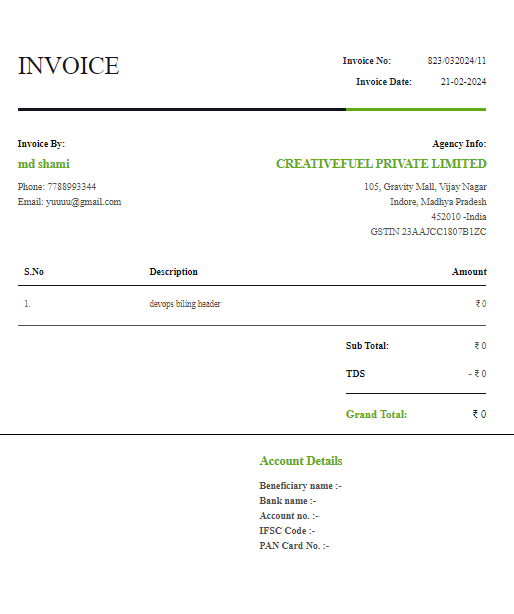 INVOICE
Invoice No: 823/032024/11
Invoice Date: 21-02-2024
Invoice By:
Agency Info:
md shami
CREATIVEFUEL PRIVATE LIMITED
Phone: 7788993344
105, Gravity Mall, Vijay Nagar
Email: yuuuu@gmail.com
Indore, Madhya Pradesh
452010 -India
GSTIN 23AAJCC1807B1ZC
S.No Description Amount
1. devops biling header ₹ 0
Sub Total: ₹ 0
TDS - ₹ 0
Grand Total: ₹ 0
Account Details
Beneficiary name :-
Bank name :-
Account no. :-
IFSC Code :-
PAN Card No. :-